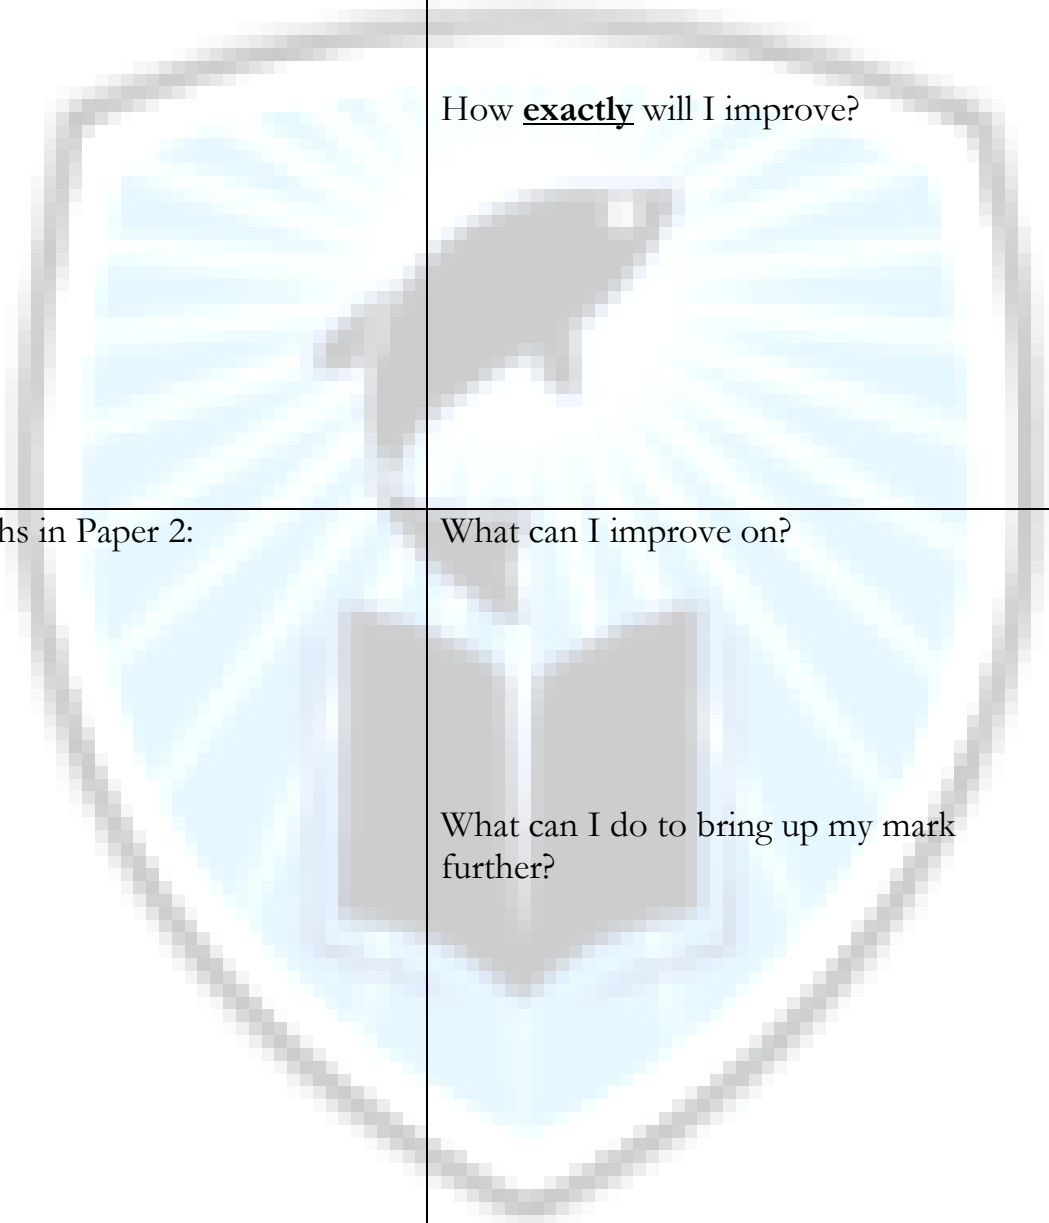 How exactly will I improve?
hs in Paper 2:
What can I improve on?
What can I do to bring up my mark
further?